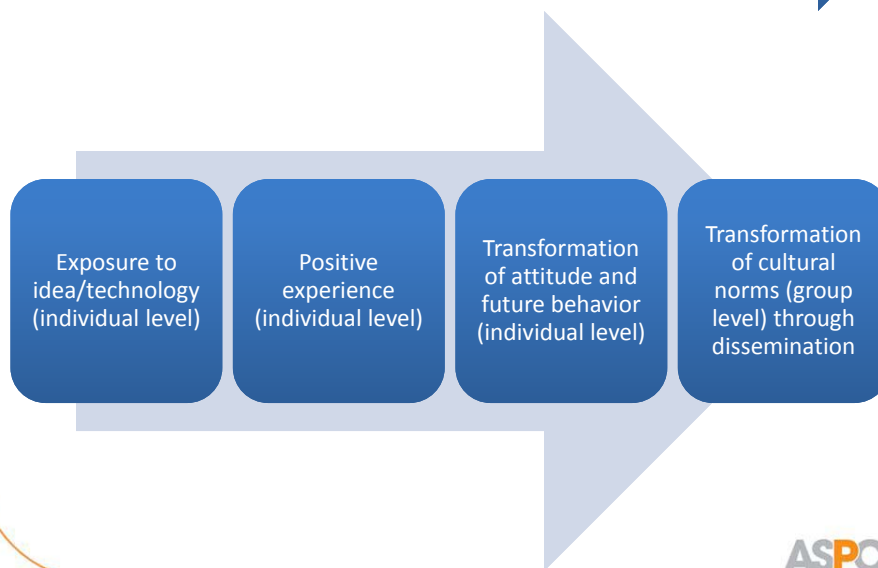 Exposure to
idea/technology
(individual level)
Positive
experience
(individual level)
Transformation
of attitude and
future behavior
(individual level)
Transformation
of cultural
norms (group
level) through
dissemination
ASPO